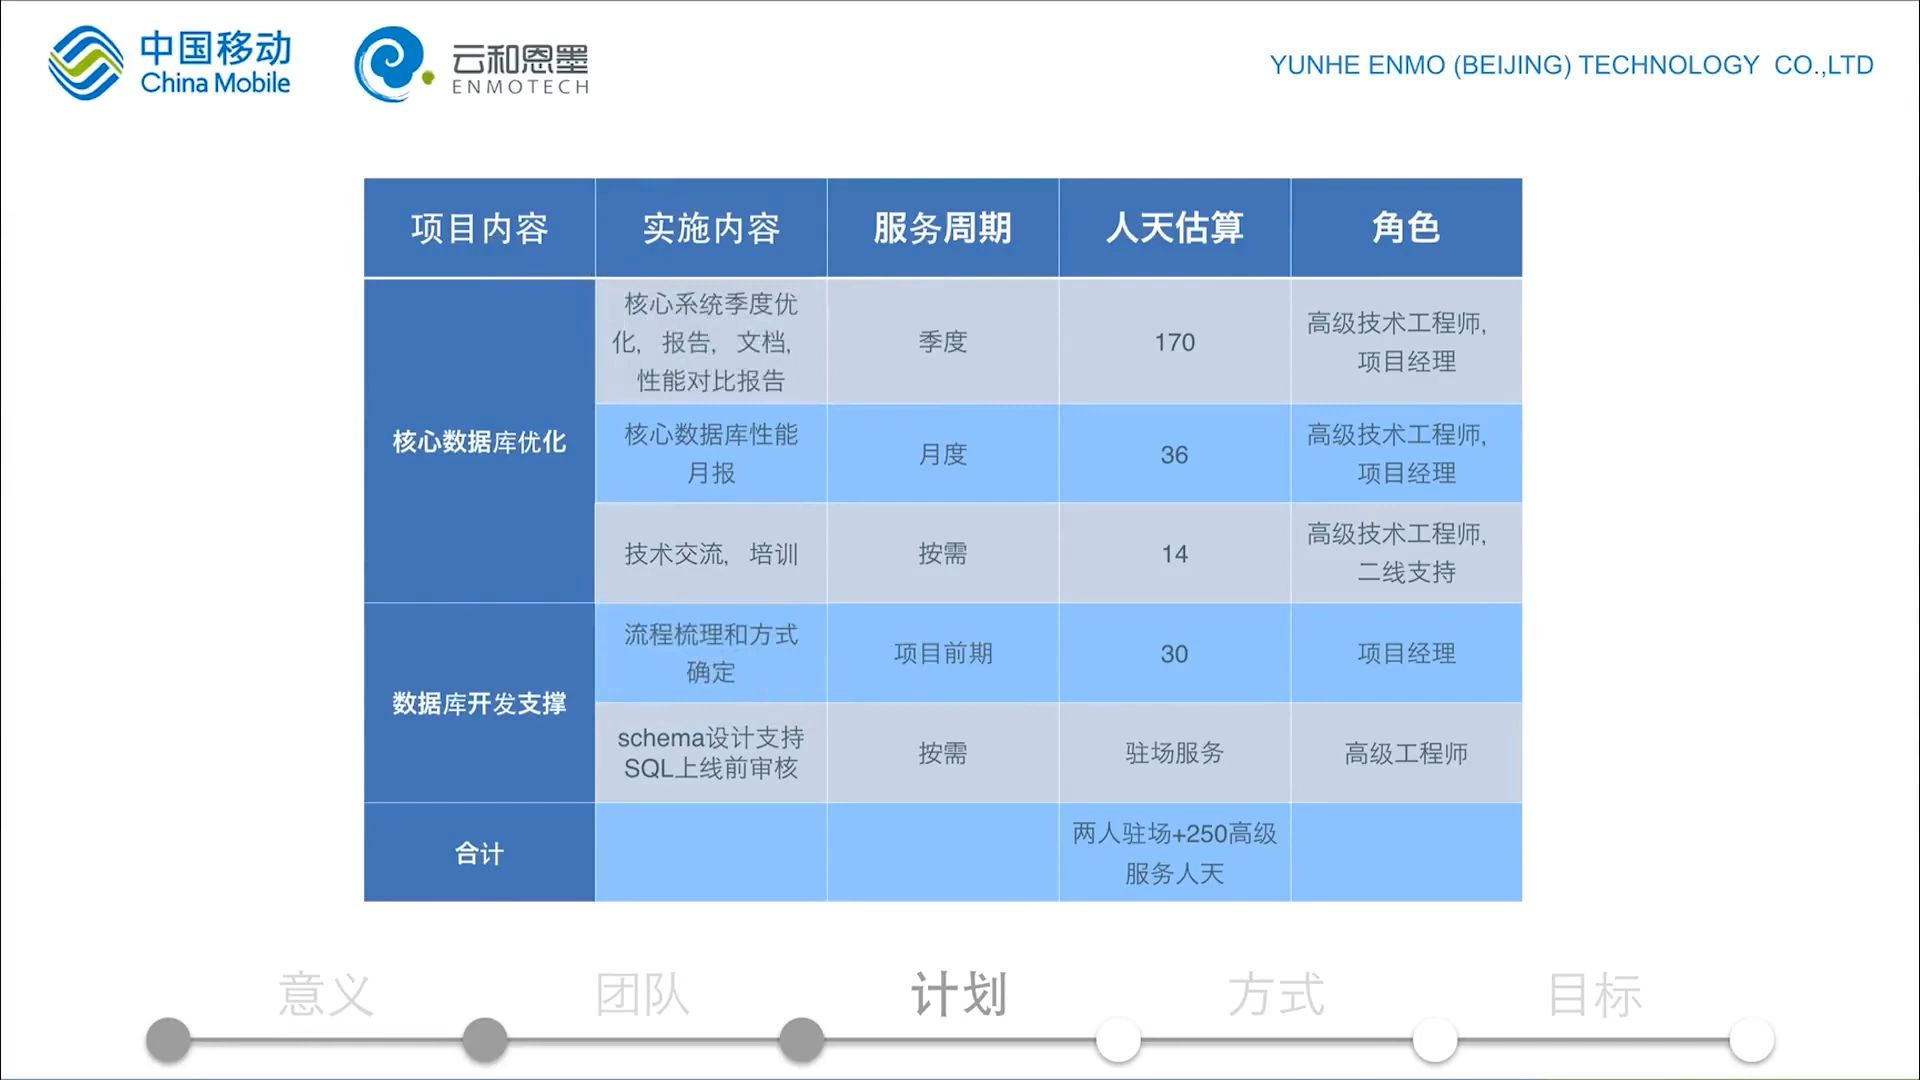 中国移动
China Mobile
云和恩墨
ENMOTECH
YUNHE ENMO (BEIJING) TECHNOLOGY CO.,LTD
项目内容
实施内容
服务周期
人天估算
角色
核心数据库优化
核心系统季度优
化，报告，文档，
性能对比报告
季度
170
高级技术工程师，
项目经理
核心数据库性能
月报
月度
36
高级技术工程师，
项目经理
技术交流，培训
按需
14
高级技术工程师，
二线支持
数据库开发支撑
流程梳理和方式
确定
项目前期
30
项目经理
schema设计支持
SQL上线前审核
按需
驻场服务
高级工程师
合计
两人驻场+250高级
服务人天
意义
团队
计划
方式
目标